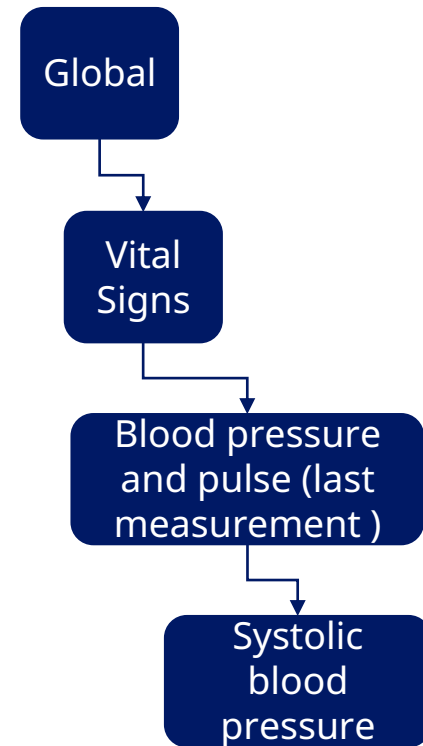 Global
Vital
Signs
Blood pressure
and pulse (last
measurement )
Systolic
blood
pressure